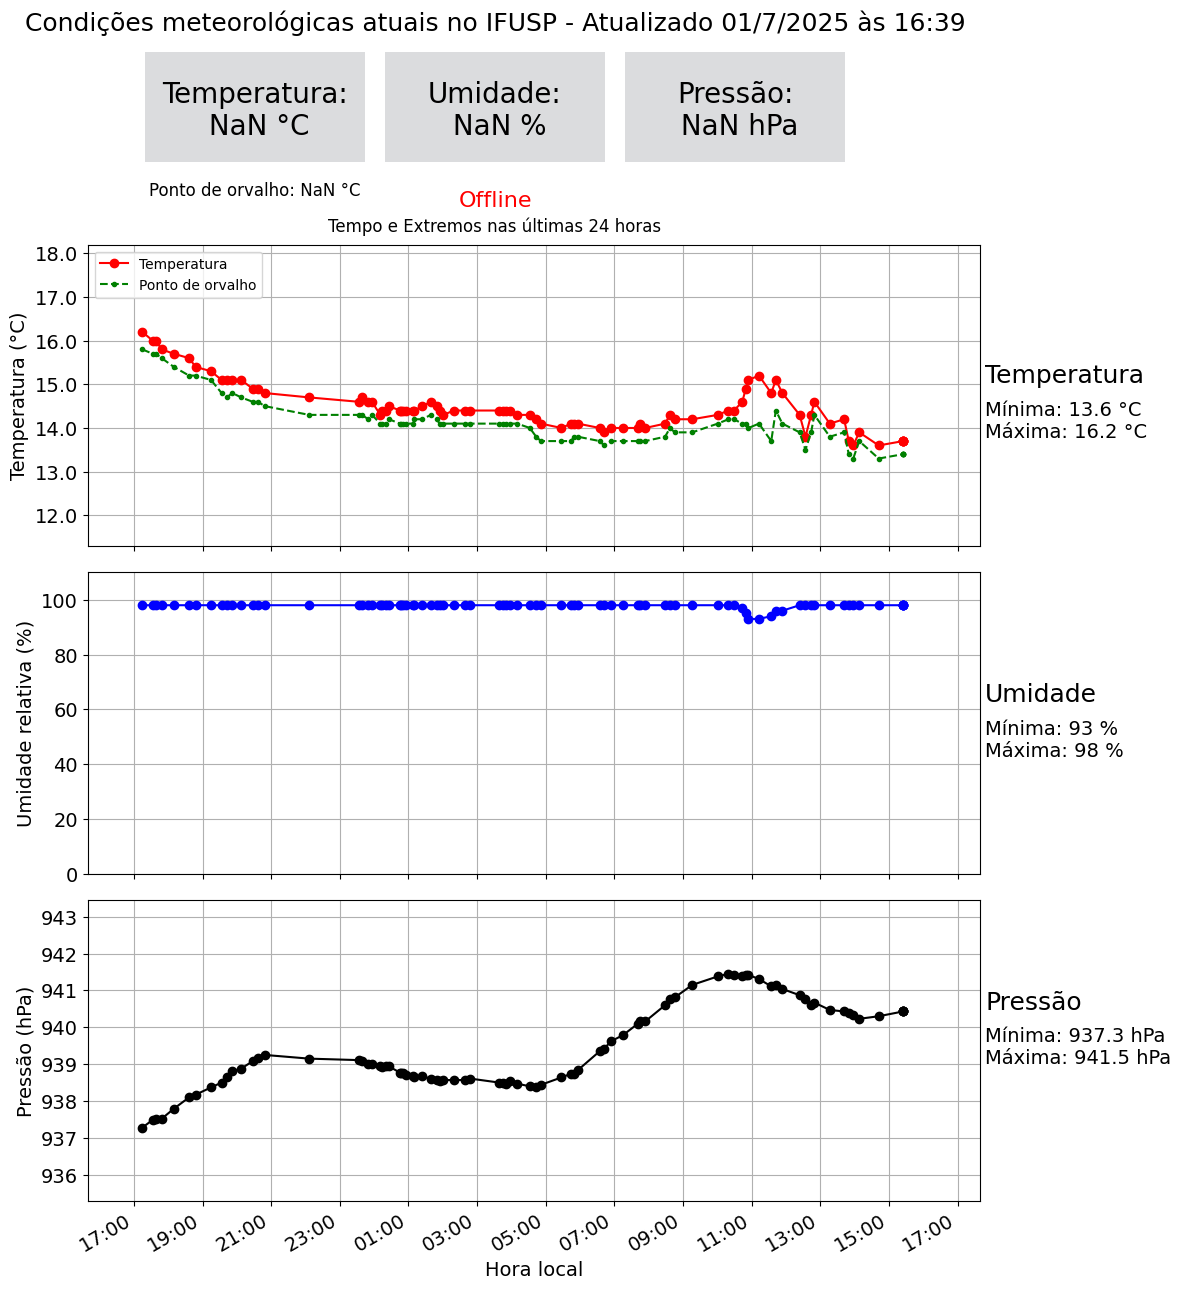 Condições meteorológicas atuais no IFUSP - Atualizado 01/7/2025 às 16:39
Temperatura:
NaN °C
Umidade:
NaN %
Pressão:
NaN hPa
Ponto de orvalho: NaN °C
Offline
Tempo e Extremos nas últimas 24 horas
Temperatura (°C)
18.0
17.0
16.0
15.0
14.0
13.0
12.0
Temperatura
Ponto de orvalho
Temperatura
Mínima: 13.6 °C
Máxima: 16.2 °C
Umidade relativa (%)
100
80
60
40
20
0
Umidade
Mínima: 93 %
Máxima: 98 %
Pressão (hPa)
943
942
941
940
939
938
937
936
Pressão
Mínima: 937.3 hPa
Máxima: 941.5 hPa
17:00 19:00 21:00 23:00 01:00 03:00 05:00 07:00 09:00 11:00 13:00 15:00 17:00
Hora local